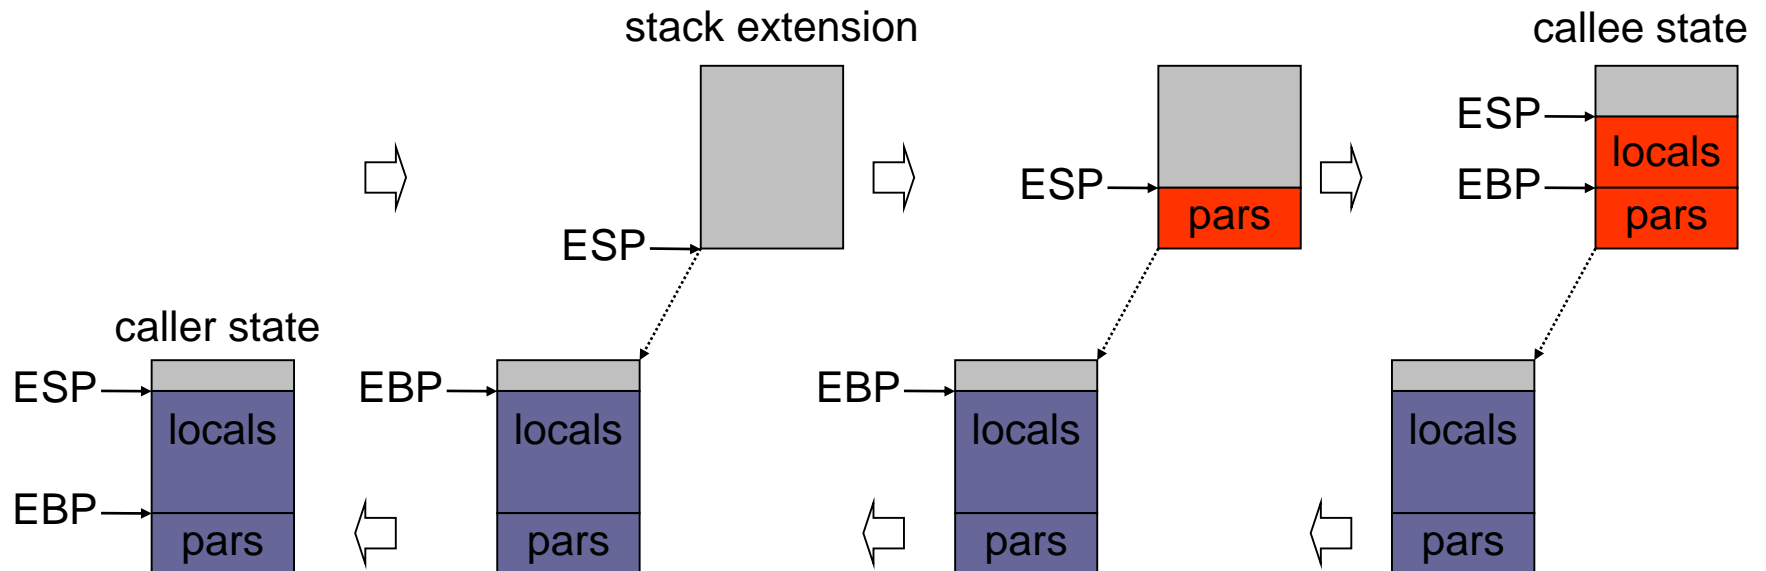 stack extension
callee state
ESP
locals
ESP
EBP
pars
pars
ESP
caller state
ESP
EBP
EBP
locals
locals
locals
locals
EBP
pars
pars
pars
pars